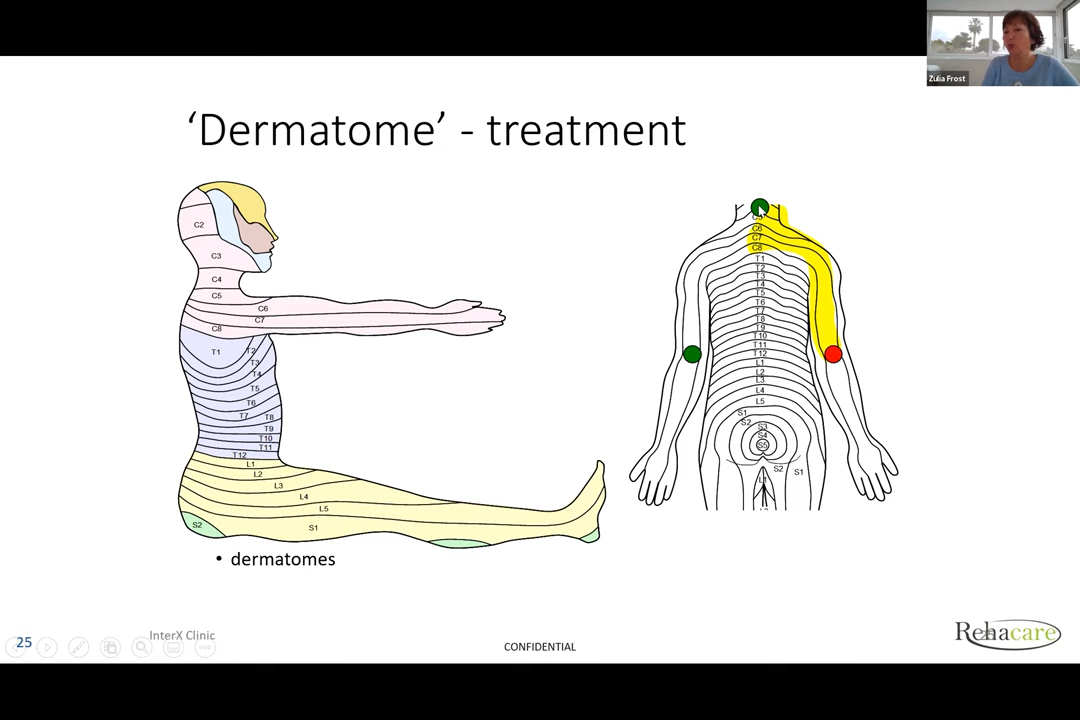 Zulia Frost
‘Dermatome’ - treatment
C2
C3
C4
C5
C6
C7
C8
T1
T2
T3
T4
T5
T6
T7
T8
T9
T10
T11
T12
L1
L2
L3
L4
L5
S1
S2
C6
C7
C8
T1
T2
T3
T4
T5
T6
T7
T8
T9
T10
T11
T12
L1
L2
L3
L4
L5
S1
S2
S3
S4
S5
S2
S1
• dermatomes
25
InterX Clinic
CONFIDENTIAL
Rehacare